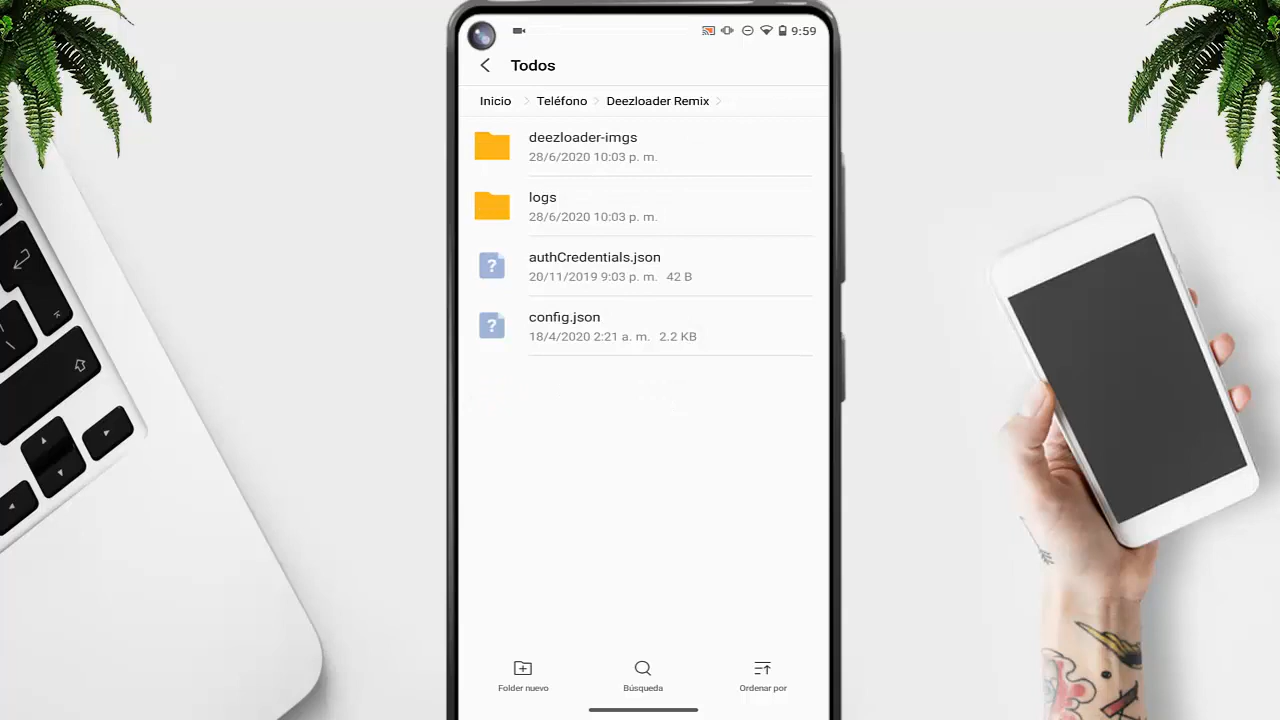 9:59
Todos
Inicio > Teléfono > Deezloader Remix >
deezloader-imgs
28/6/2020 10:03 p. m.
logs
28/6/2020 10:03 p. m.
? authCredentials.json
20/11/2019 9:03 p. m. 42 B
? config.json
18/4/2020 2:21 a. m. 2.2 KB
Folder nuevo Búsqueda Ordenar por